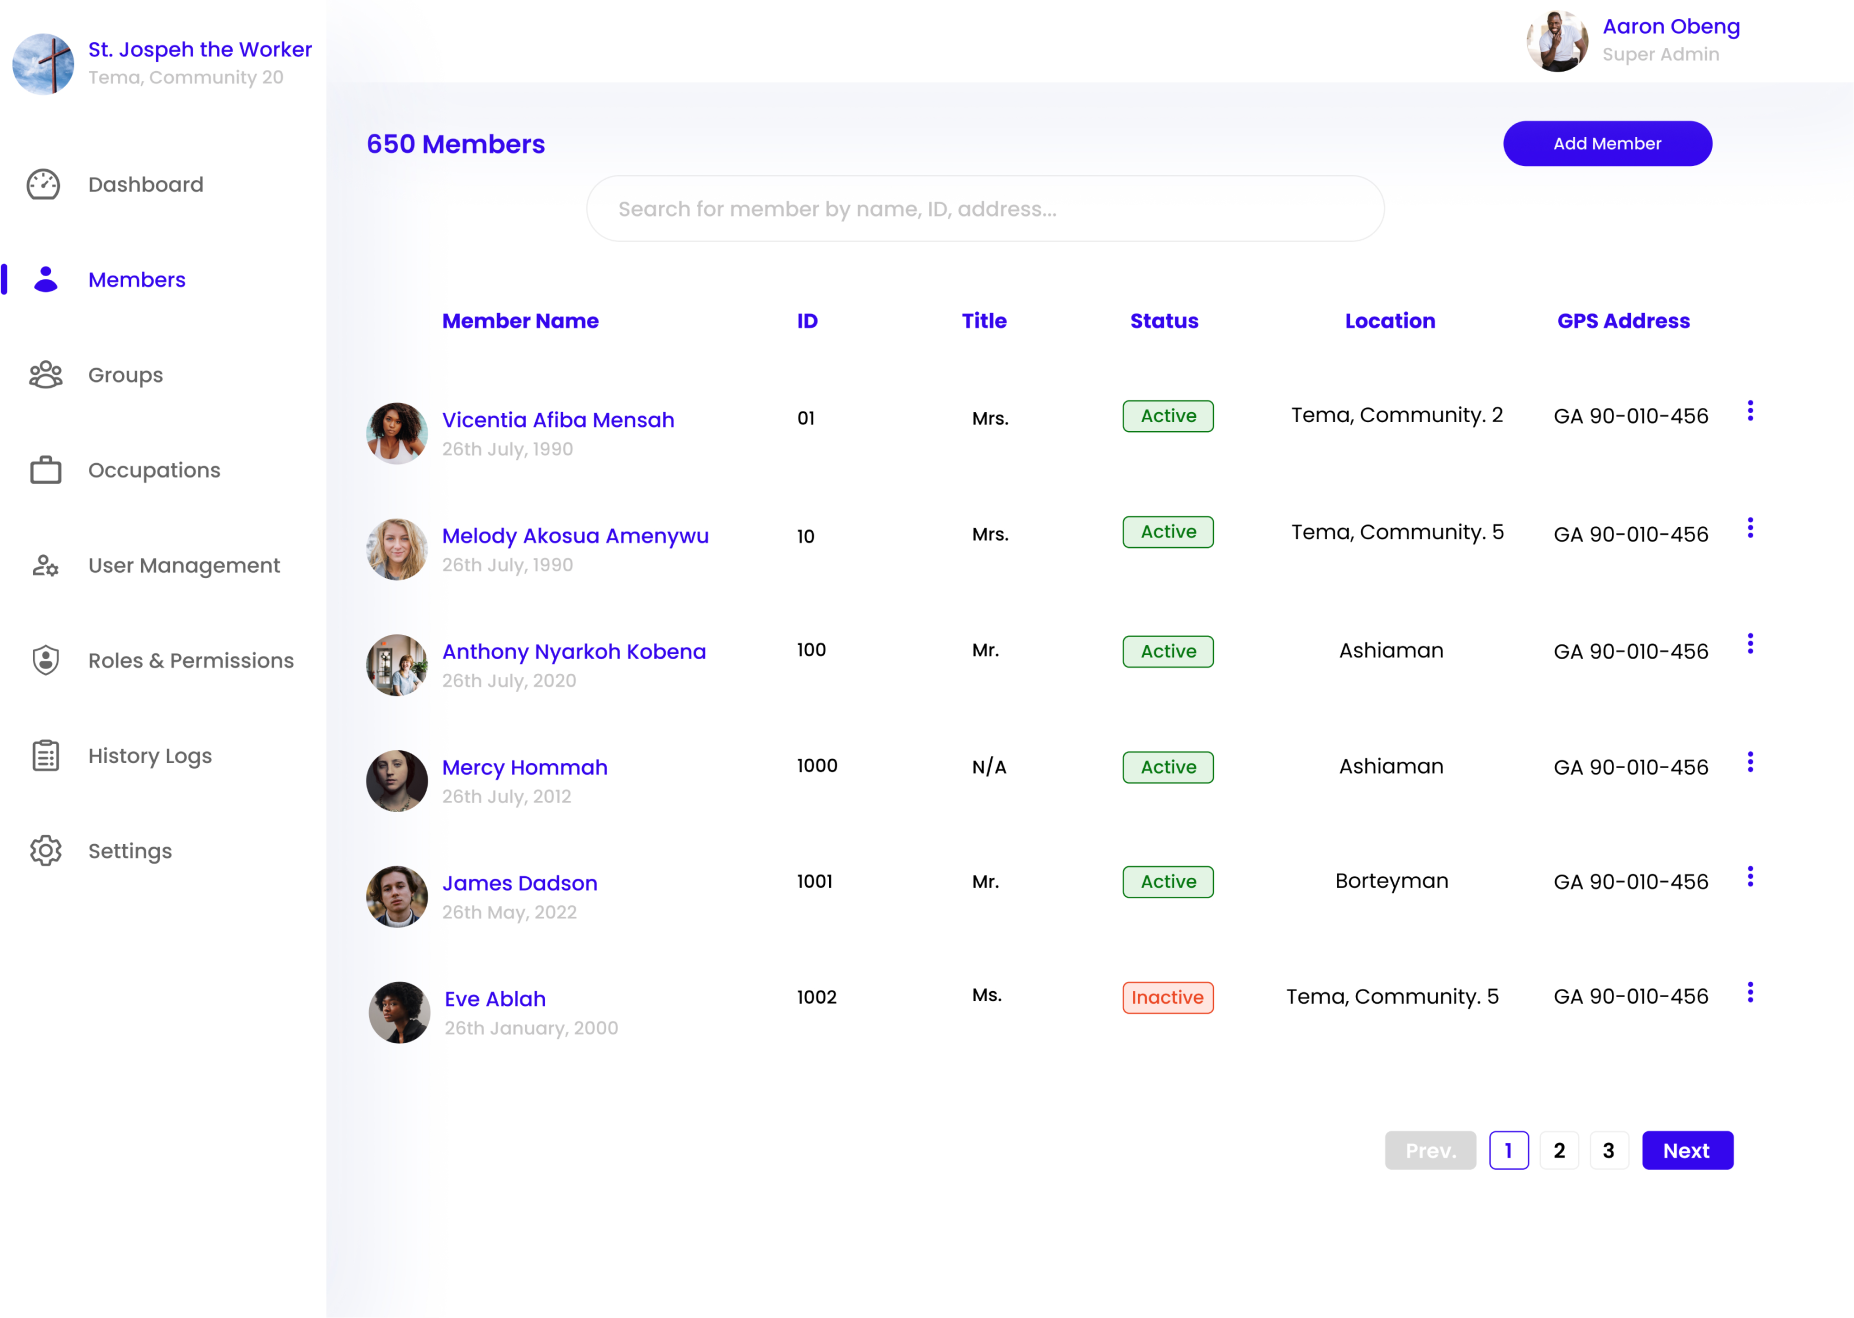 St. Jospeh the Worker
Tema, Community 20
Aaron Obeng
Super Admin
Dashboard
Members
Groups
Occupations
User Management
Roles & Permissions
History Logs
Settings
650 Members
Add Member
Search for member by name, ID, address...
Member Name ID Title Status Location GPS Address
Vicentia Afiba Mensah 01 Mrs. Active Tema, Community. 2 GA 90-010-456
26th July, 1990
Melody Akosua Amenywu 10 Mrs. Active Tema, Community. 5 GA 90-010-456
26th July, 1990
Anthony Nyarkoh Kobena 100 Mr. Active Ashiaman GA 90-010-456
26th July, 2020
Mercy Hommah 1000 N/A Active Ashiaman GA 90-010-456
26th July, 2012
James Dadson 1001 Mr. Active Borteyman GA 90-010-456
26th May, 2022
Eve Ablah 1002 Ms. Inactive Tema, Community. 5 GA 90-010-456
26th January, 2000
Prev. 1 2 3 Next